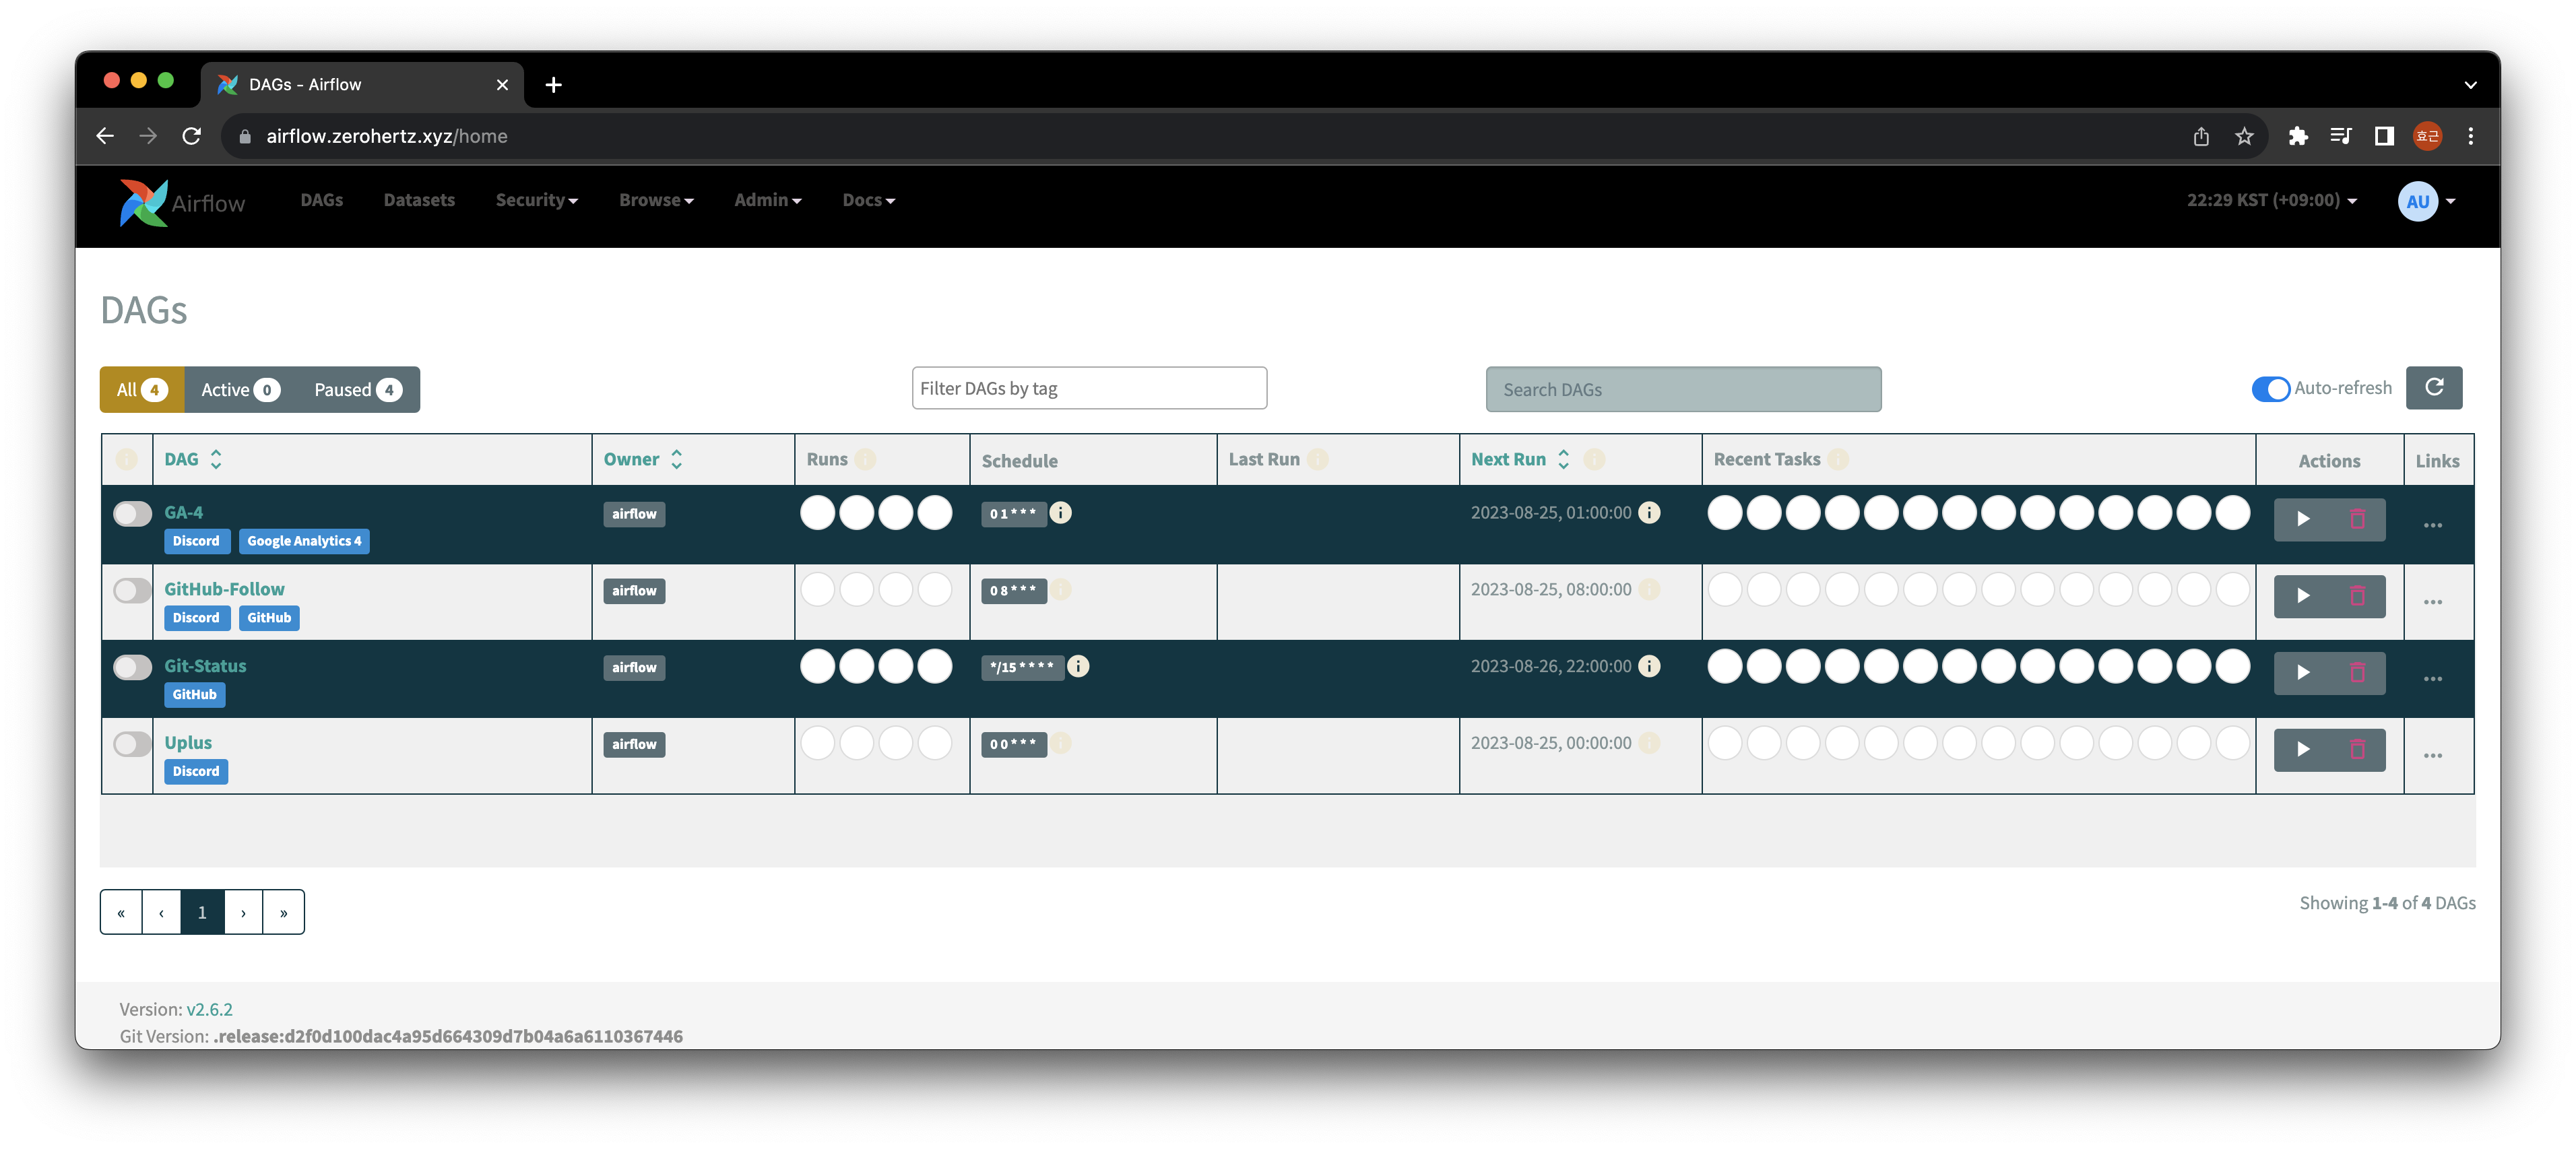 DAGs - Airflow
airflow.zerohertz.xyz/home
효근
Airflow DAGs Datasets Security Browse Admin Docs 22:29 KST (+09:00) AU
DAGs
All 4 Active 0 Paused 4 Filter DAGs by tag Search DAGs Auto-refresh
DAG Owner Runs Schedule Last Run Next Run Recent Tasks Actions Links
GA-4 airflow 0 1 * * * 2023-08-25, 01:00:00
Discord Google Analytics 4
GitHub-Follow airflow 0 8 * * * 2023-08-25, 08:00:00
Discord GitHub
Git-Status airflow */15 * * * * 2023-08-26, 22:00:00
GitHub
Uplus airflow 0 0 * * * 2023-08-25, 00:00:00
Discord
« ‹ 1 › » Showing 1-4 of 4 DAGs
Version: v2.6.2
Git Version: .release:d2f0d100dac4a95d664309d7b04a6a6110367446